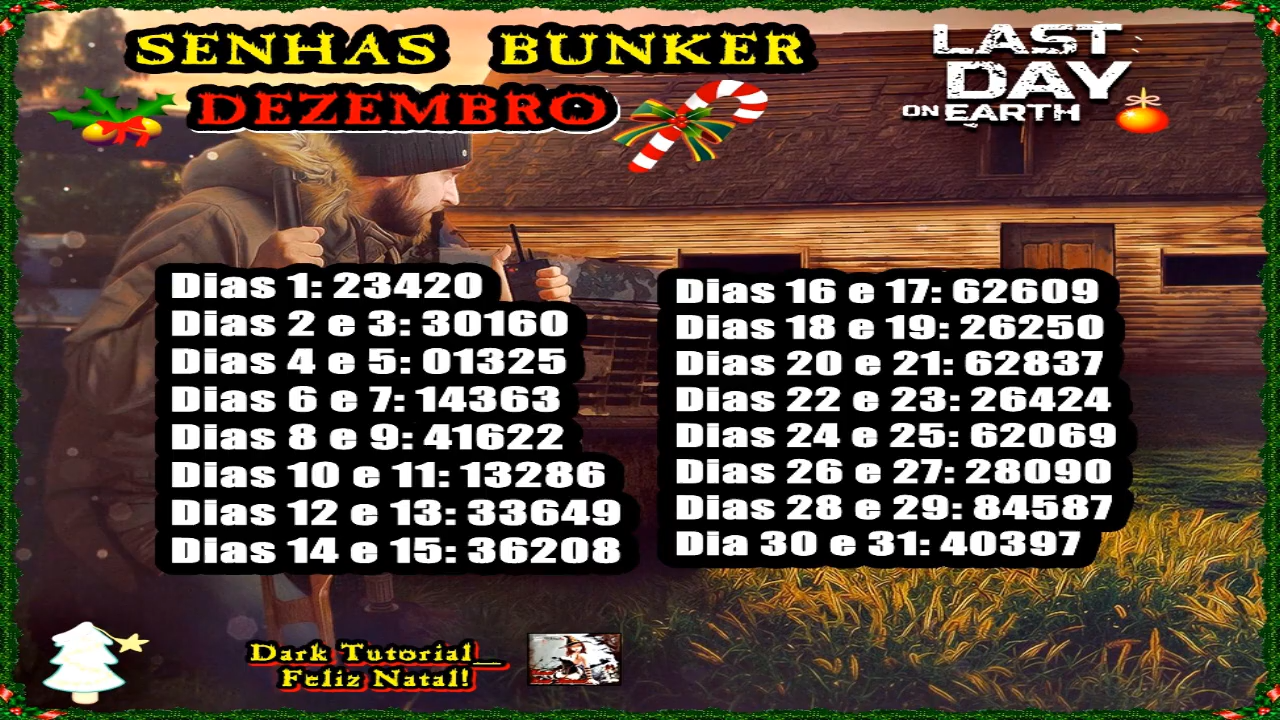 SENHAS BUNKER
DEZEMBRO
LAST
DAY
ON EARTH
Dias 1: 23420
Dias 2 e 3: 30160
Dias 4 e 5: 01325
Dias 6 e 7: 14363
Dias 8 e 9: 41622
Dias 10 e 11: 13286
Dias 12 e 13: 33649
Dias 14 e 15: 36208
Dias 16 e 17: 62609
Dias 18 e 19: 26250
Dias 20 e 21: 62837
Dias 22 e 23: 26424
Dias 24 e 25: 62069
Dias 26 e 27: 28090
Dias 28 e 29: 84587
Dia 30 e 31: 40397
Dark Tutorial__
Feliz Natal!